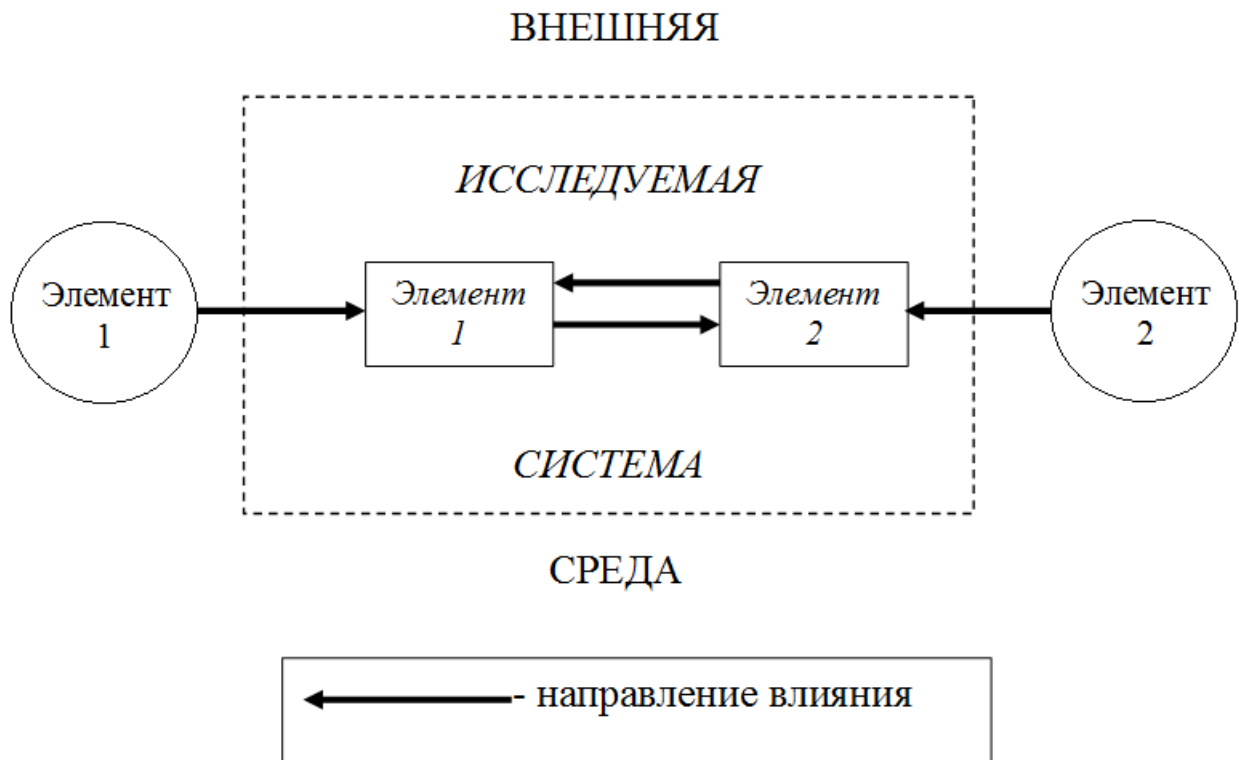 ВНЕШНЯЯ
ИССЛЕДУЕМАЯ
Элемент
1
Элемент
1
Элемент
2
Элемент
2
СИСТЕМА
СРЕДА
- направление влияния